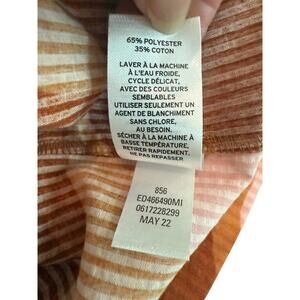 65% POLYESTER
35% COTON
LAVER À LA MACHINE
À L'EAU FROIDE,
CYCLE DÉLICAT,
AVEC DES COULEURS
SEMBLABLES
UTILISER SEULEMENT UN
AGENT DE BLANCHIMENT
SANS CHLORE,
AU BESOIN.
SÉCHER À LA MACHINE À
BASSE TEMPÉRATURE,
RETIRER RAPIDEMENT.
NE PAS REPASSER
856
ED466490MI
0617228299
MAY 22